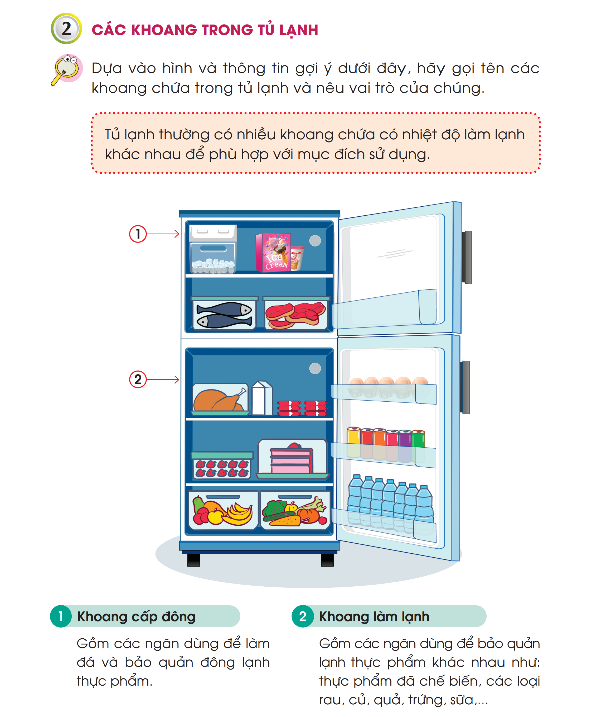 2 CÁC KHOANG TRONG TỦ LẠNH
Dựa vào hình và thông tin gợi ý dưới đây, hãy gọi tên các
khoang chứa trong tủ lạnh và nêu vai trò của chúng.
Tủ lạnh thường có nhiều khoang chứa có nhiệt độ làm lạnh
khác nhau để phù hợp với mục đích sử dụng.
1
ICE
CREAM
2
1 Khoang cấp đông
Gồm các ngăn dùng để làm
đá và bảo quản đông lạnh
thực phẩm.
2 Khoang làm lạnh
Gồm các ngăn dùng để bảo quản
lạnh thực phẩm khác nhau như:
thực phẩm đã chế biến, các loại
rau, củ, quả, trứng, sữa,...